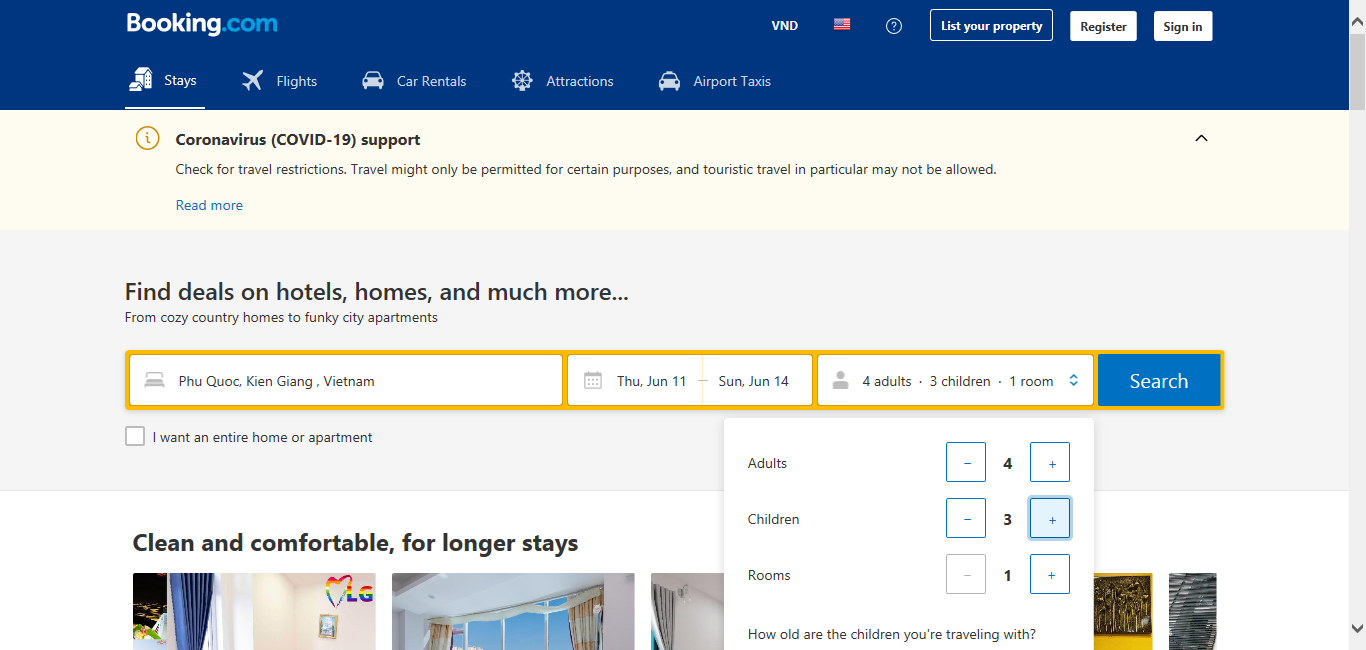 Booking.com
VND
List your property
Register
Sign in
Stays
Flights
Car Rentals
Attractions
Airport Taxis
Coronavirus (COVID-19) support
Check for travel restrictions. Travel might only be permitted for certain purposes, and touristic travel in particular may not be allowed.
Read more
Find deals on hotels, homes, and much more...
From cozy country homes to funky city apartments
Phu Quoc, Kien Giang , Vietnam
Thu, Jun 11 — Sun, Jun 14
4 adults · 3 children · 1 room
Search
I want an entire home or apartment
Adults − 4 +
Children − 3 +
Rooms − 1 +
How old are the children you're traveling with?
Clean and comfortable, for longer stays
LG